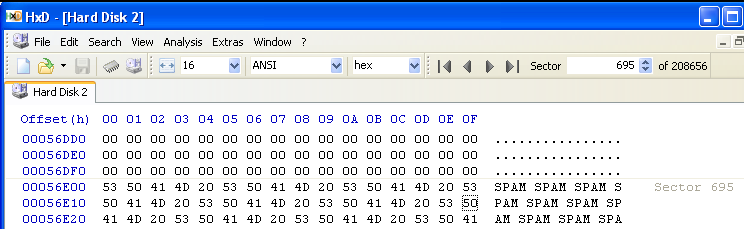 HxD - [Hard Disk 2]
File Edit Search View Analysis Extras Window ?
16 ANSI hex Sector 695 of 208656
Hard Disk 2
Offset(h) 00 01 02 03 04 05 06 07 08 09 0A 0B 0C 0D 0E 0F
00056DD0 00 00 00 00 00 00 00 00 00 00 00 00 00 00 00 00 ................
00056DE0 00 00 00 00 00 00 00 00 00 00 00 00 00 00 00 00 ................
00056DF0 00 00 00 00 00 00 00 00 00 00 00 00 00 00 00 00 ................
00056E00 53 50 41 4D 20 53 50 41 4D 20 53 50 41 4D 20 53 SPAM SPAM SPAM S Sector 695
00056E10 50 41 4D 20 53 50 41 4D 20 53 50 41 4D 20 53 50 PAM SPAM SPAM SP
00056E20 41 4D 20 53 50 41 4D 20 53 50 41 4D 20 53 50 41 AM SPAM SPAM SPA